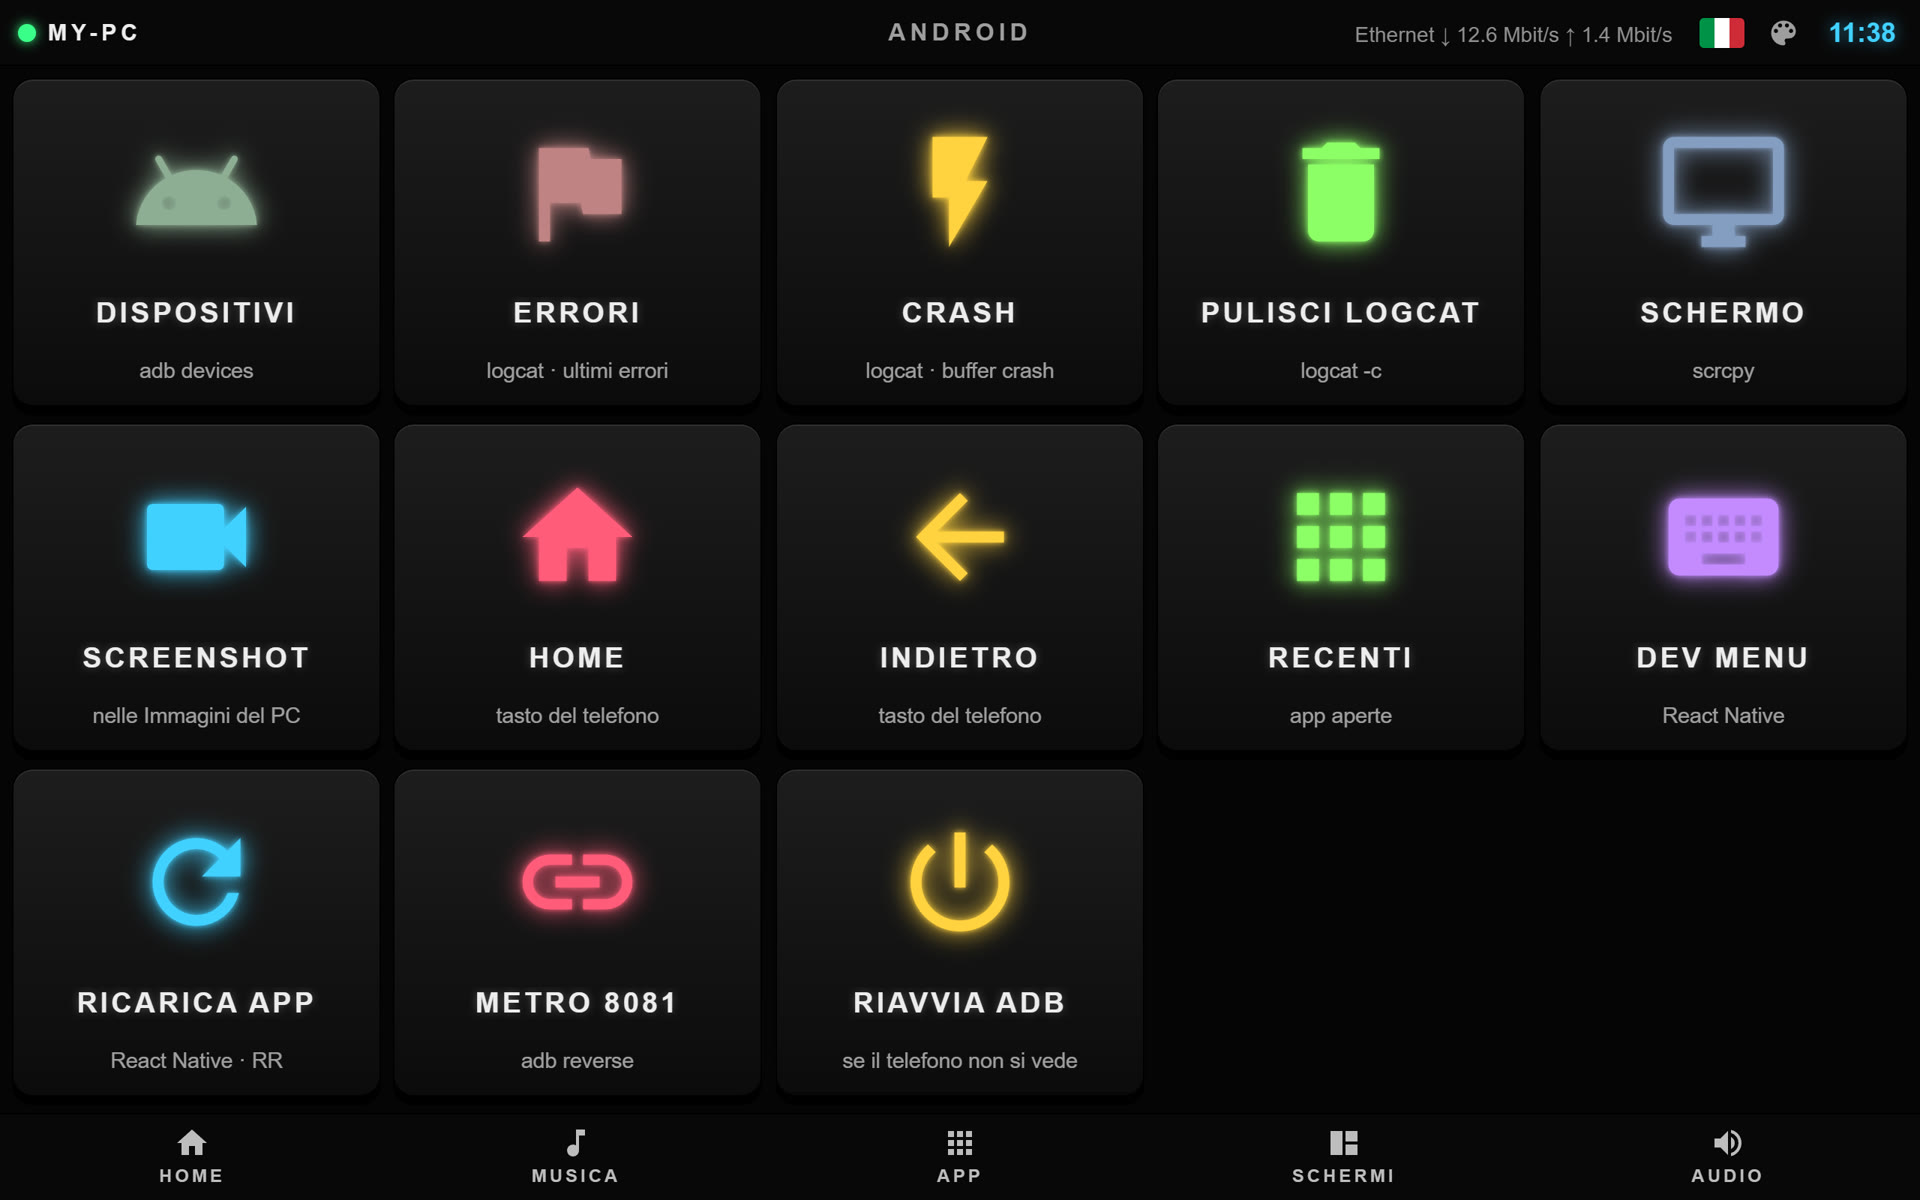 MY-PC
ANDROID
Ethernet ↓ 12.6 Mbit/s ↑ 1.4 Mbit/s
11:38
DISPOSITIVI
adb devices
ERRORI
logcat · ultimi errori
CRASH
logcat · buffer crash
PULISCI LOGCAT
logcat -c
SCHERMO
scrcpy
SCREENSHOT
nelle Immagini del PC
HOME
tasto del telefono
INDIETRO
tasto del telefono
RECENTI
app aperte
DEV MENU
React Native
RICARICA APP
React Native · RR
METRO 8081
adb reverse
RIAVVIA ADB
se il telefono non si vede
HOME
MUSICA
APP
SCHERMI
AUDIO